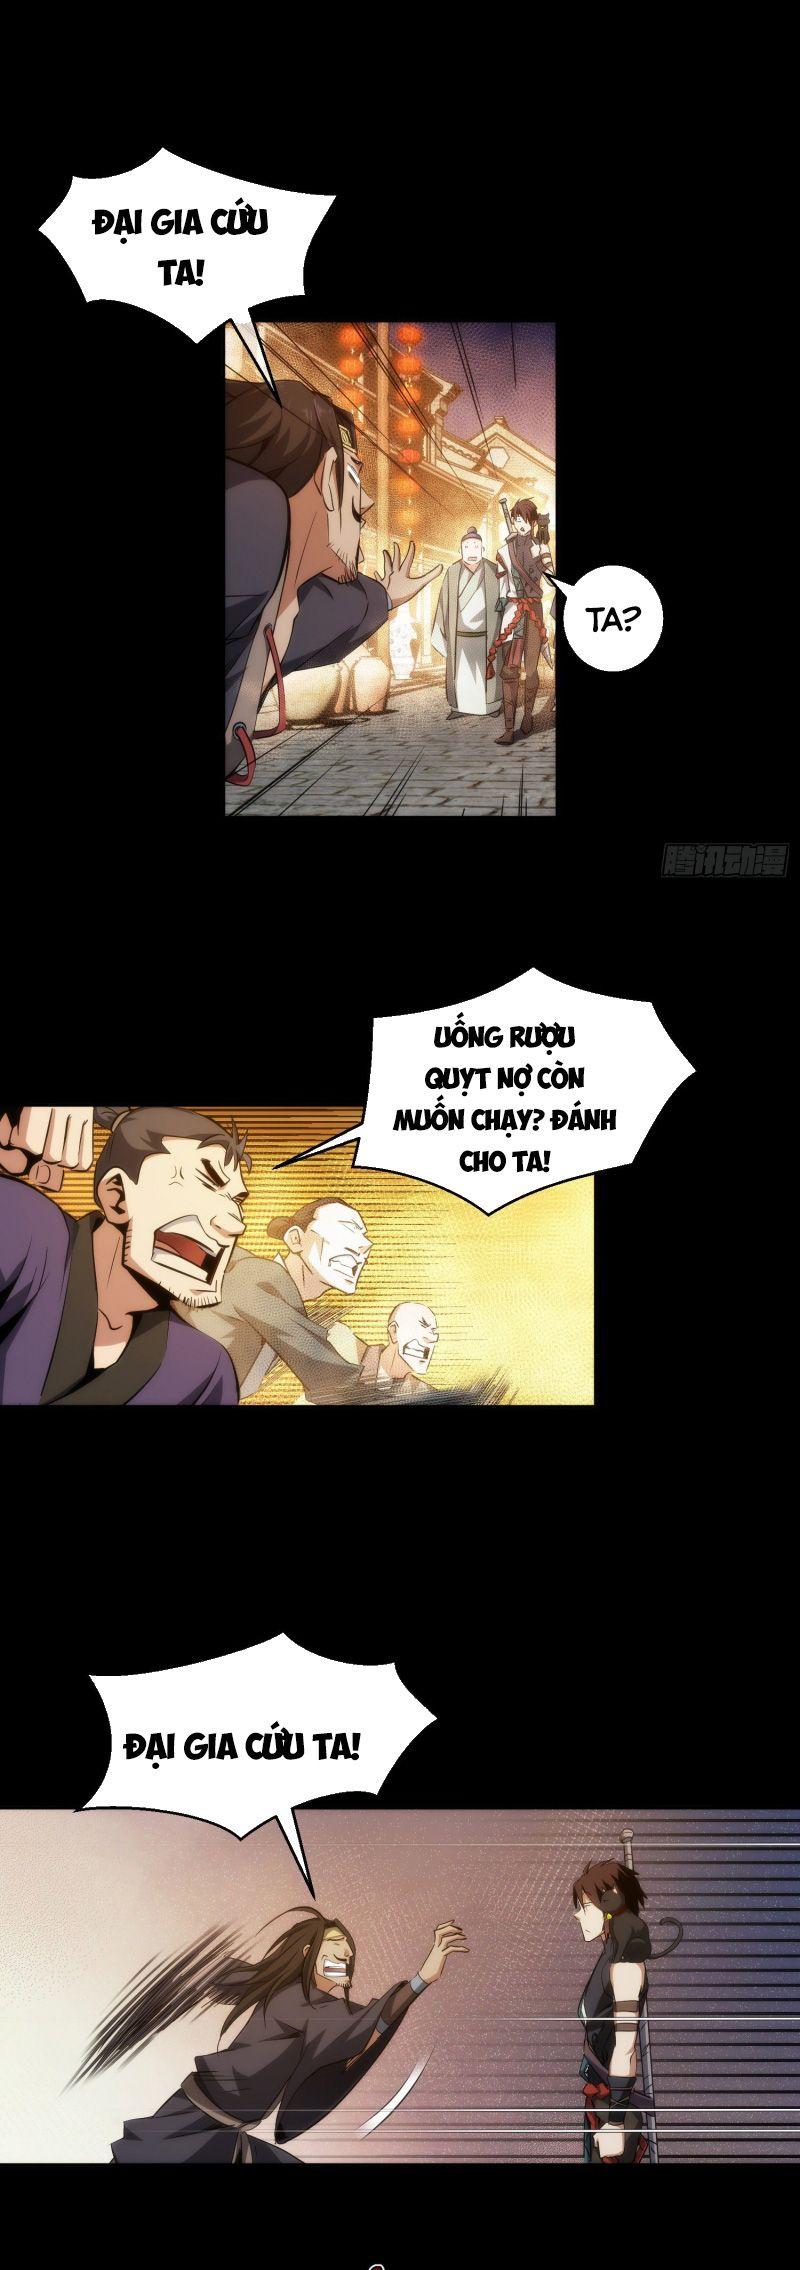 ĐẠI GIA CỨU
TA!
TA?
腾讯动漫
UỐNG RƯỢU
QUỴT NỢ CÒN
MUỐN CHẠY? ĐÁNH
CHO TA!
ĐẠI GIA CỨU TA!